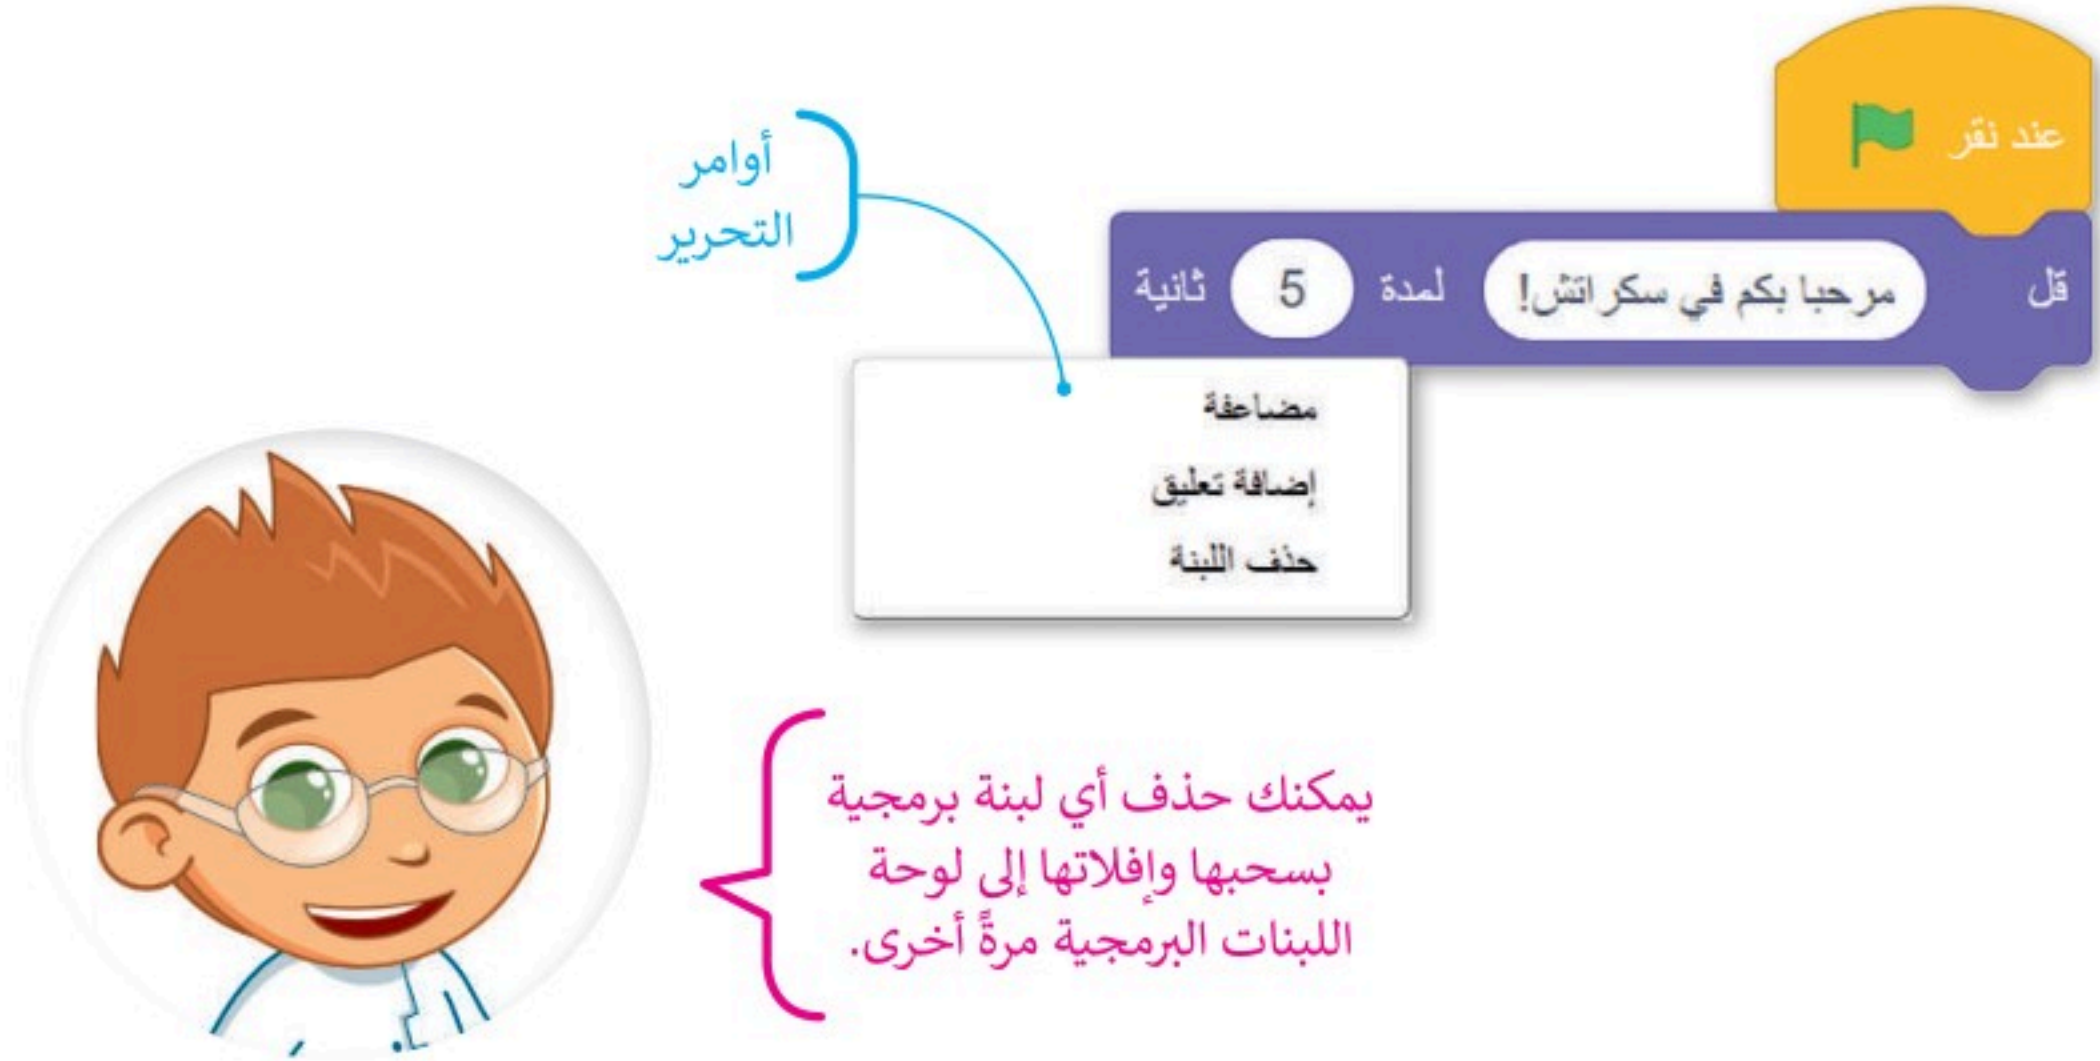 عند نقر
قل مرحبا بكم في سكراتش! لمدة 5 ثانية
أوامر
التحرير
مضاعفة
إضافة تعليق
حذف اللبنة
يمكنك حذف أي لبنة برمجية
بسحبها وإفلاتها إلى لوحة
اللبنات البرمجية مرةً أخرى.